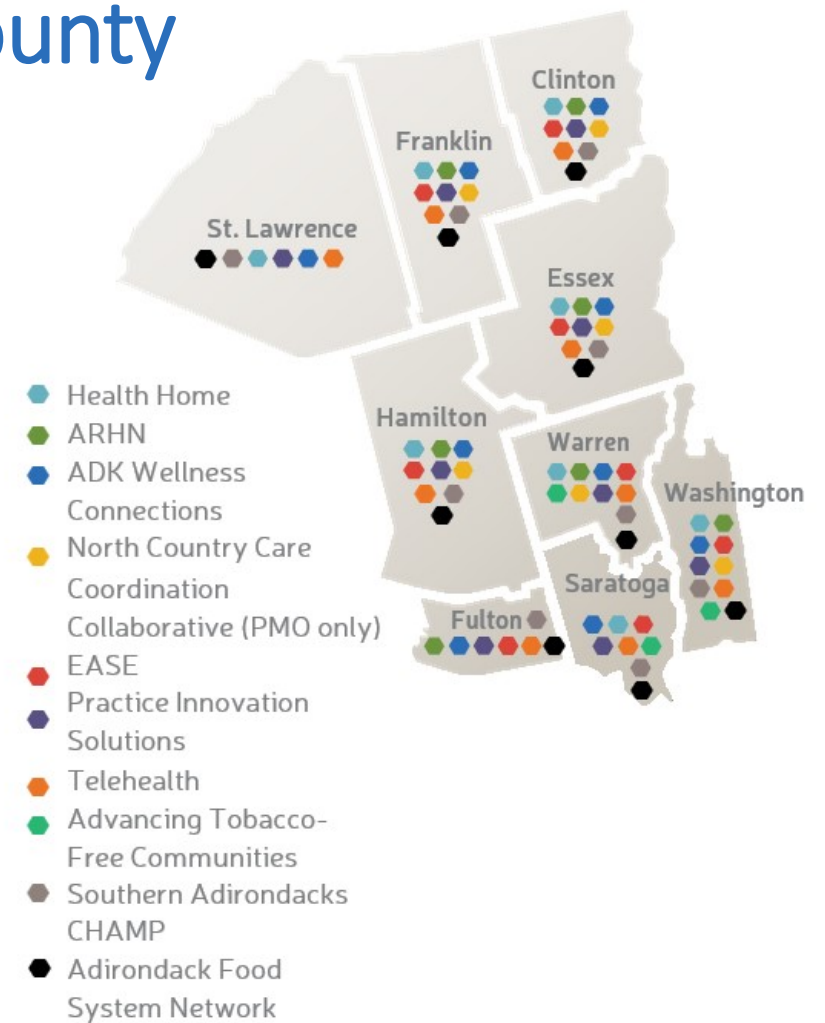 ounty
Clinton
Franklin
St. Lawrence
Essex
Hamilton
Warren
Washington
Saratoga
Fulton
Health Home
ARHN
ADK Wellness
Connections
North Country Care
Coordination
Collaborative (PMO only)
EASE
Practice Innovation
Solutions
Telehealth
Advancing Tobacco-
Free Communities
Southern Adirondacks
CHAMP
Adirondack Food
System Network